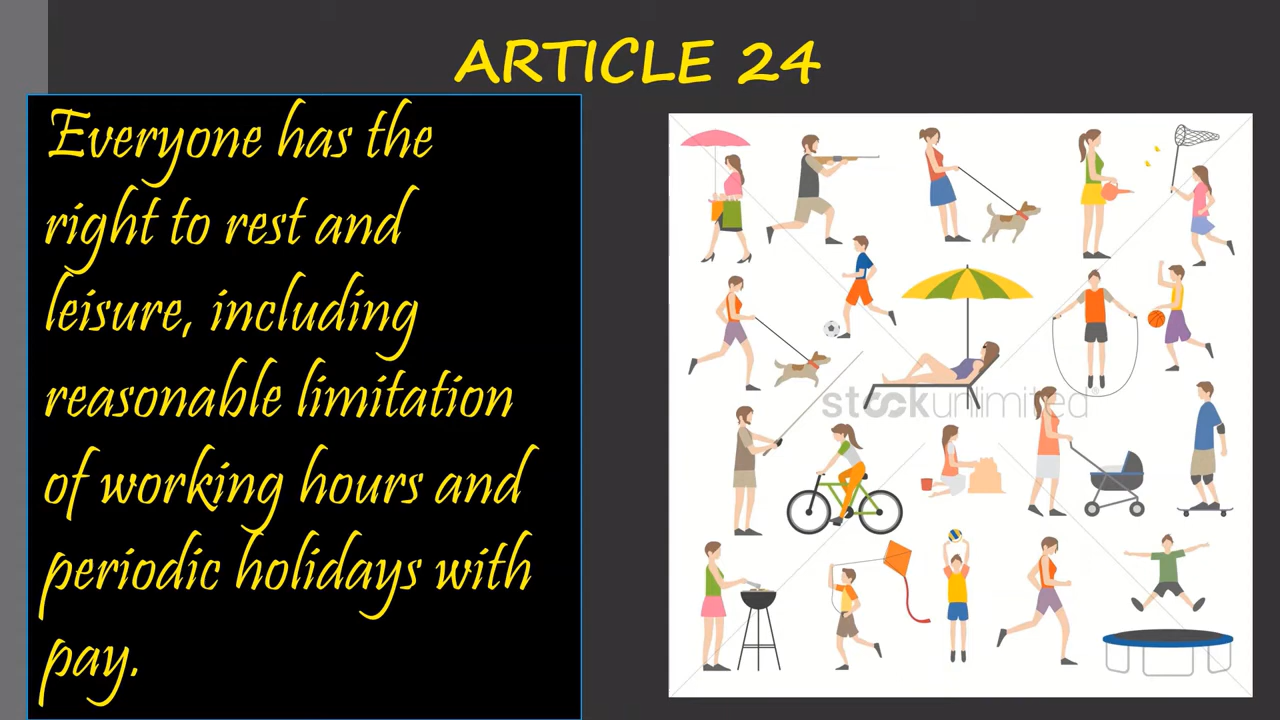 ARTICLE 24
Everyone has the
right to rest and
leisure, including
reasonable limitation
of working hours and
periodic holidays with
pay.
stockunlimited